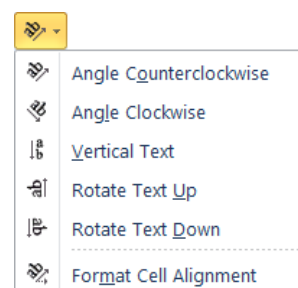 Angle Counterclockwise
Angle Clockwise
Vertical Text
Rotate Text Up
Rotate Text Down
Format Cell Alignment